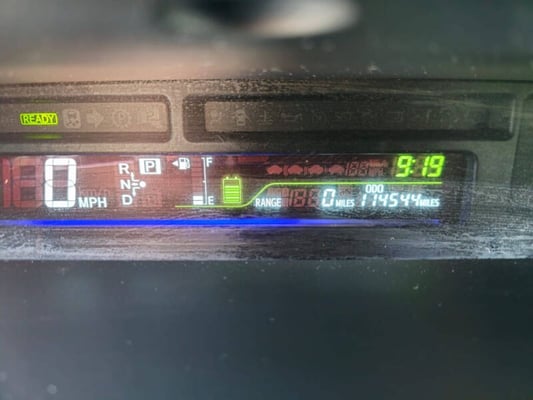 READY
R P F 9:19
0 MPH N ODO
D E RANGE 0 MILES 114544 MILES